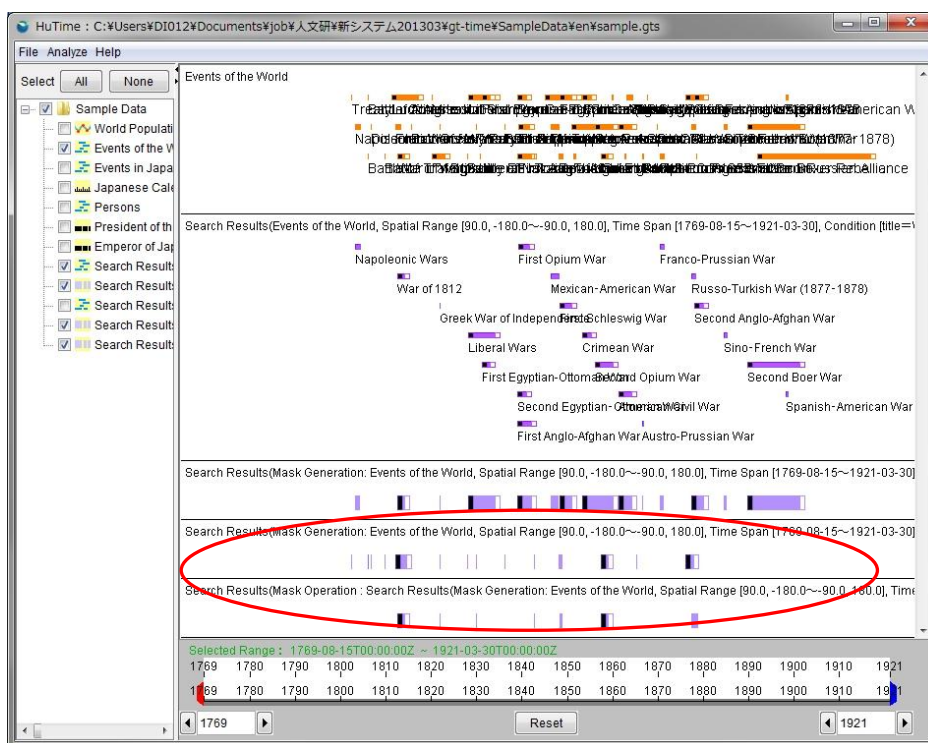 HuTime : C:¥Users¥DI012¥Documents¥job¥人文研¥新システム201303¥gt-time¥SampleData¥en¥sample.gts
File Analyze Help
Select All None
Sample Data
World Populati
Events of the W
Events in Japa
Japanese Cale
Persons
President of th
Emperor of Jap
Search Results
Search Results
Search Results
Search Results
Search Results
Events of the World
Search Results(Events of the World, Spatial Range [90.0, -180.0~-90.0, 180.0], Time Span [1769-08-15~1921-03-30], Condition [title=
Napoleonic Wars First Opium War Franco-Prussian War
War of 1812 Mexican-American War Russo-Turkish War (1877-1878)
Greek War of Independence First Schleswig War Second Anglo-Afghan War
Liberal Wars Crimean War Sino-French War
First Egyptian-Ottoman War Second Opium War Second Boer War
Second Egyptian-Ottoman War American Civil War Spanish-American War
First Anglo-Afghan War Austro-Prussian War
Search Results(Mask Generation: Events of the World, Spatial Range [90.0, -180.0~-90.0, 180.0], Time Span [1769-08-15~1921-03-30]
Search Results(Mask Generation: Events of the World, Spatial Range [90.0, -180.0~-90.0, 180.0], Time Span [1769-08-15~1921-03-30]
Search Results(Mask Operation : Search Results(Mask Generation: Events of the World, Spatial Range [90.0, -180.0~-90.0, 180.0], Time
Selected Range : 1769-08-15T00:00:00Z ~ 1921-03-30T00:00:00Z
1769 1780 1790 1800 1810 1820 1830 1840 1850 1860 1870 1880 1890 1900 1910 1921
1769 1780 1790 1800 1810 1820 1830 1840 1850 1860 1870 1880 1890 1900 1910 1921
1769 Reset 1921